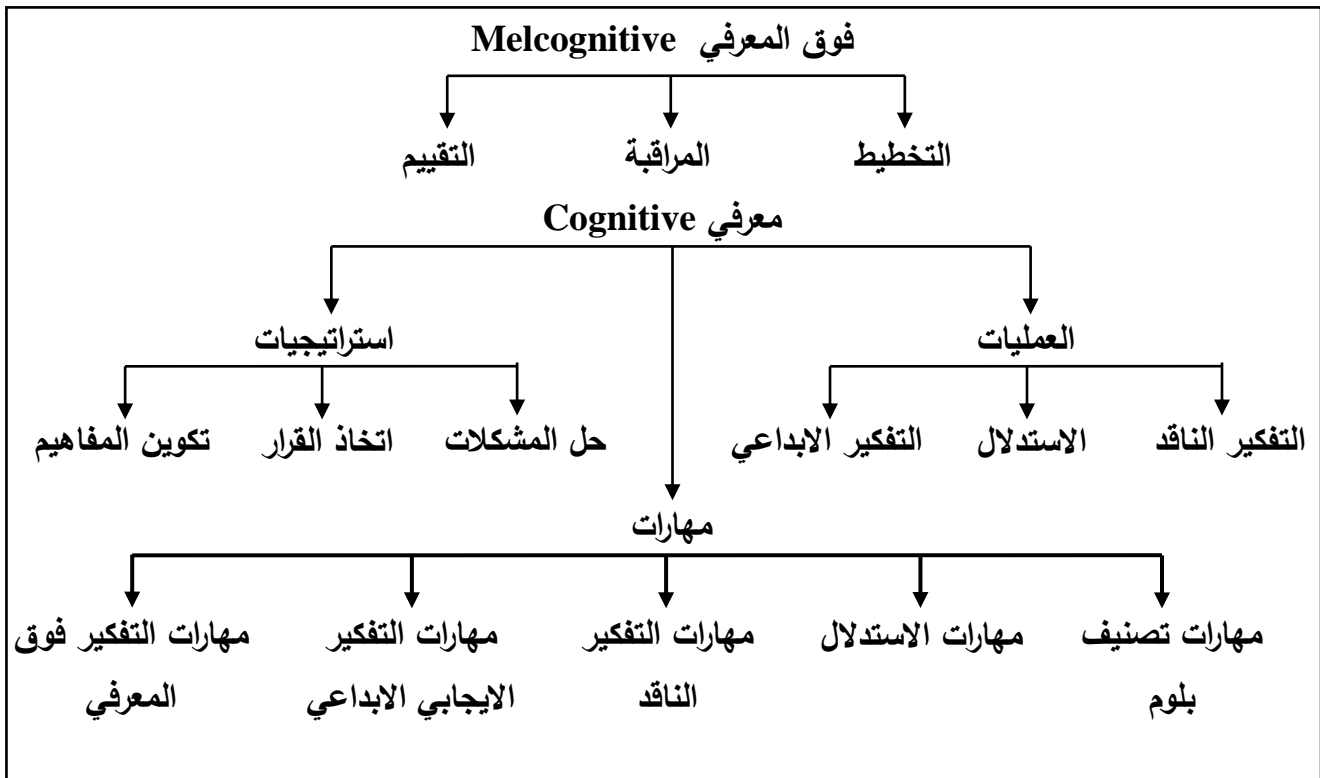 فوق المعرفي Melcognitive
التخطيط المراقبة التقييم
معرفي Cognitive
العمليات استراتيجيات
التفكير الناقد الاستدلال التفكير الابداعي حل المشكلات اتخاذ القرار تكوين المفاهيم
مهارات
مهارات تصنيف مهارات الاستدلال مهارات التفكير مهارات التفكير مهارات التفكير فوق
بلوم الناقد الايجابي الابداعي المعرفي